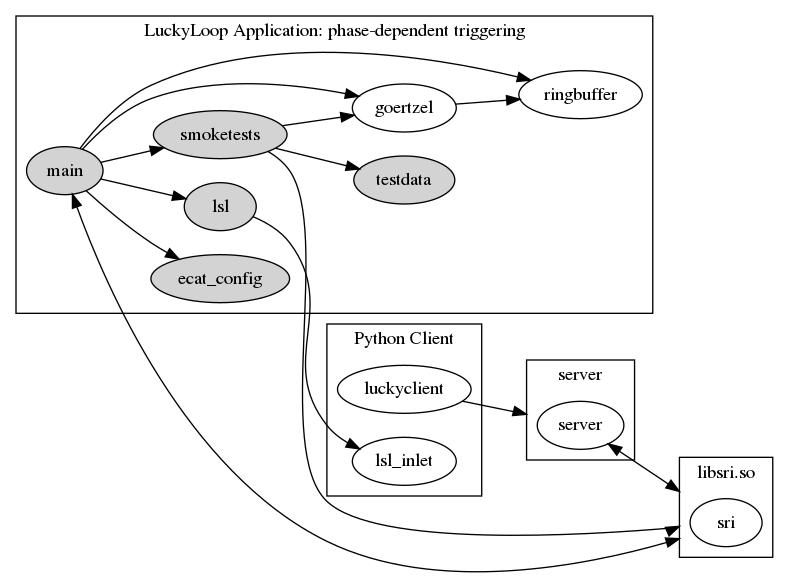 LuckyLoop Application: phase-dependent triggering
ringbuffer
goertzel
smoketests
main
testdata
lsl
ecat_config
Python Client
luckyclient
lsl_inlet
server
server
libsri.so
sri